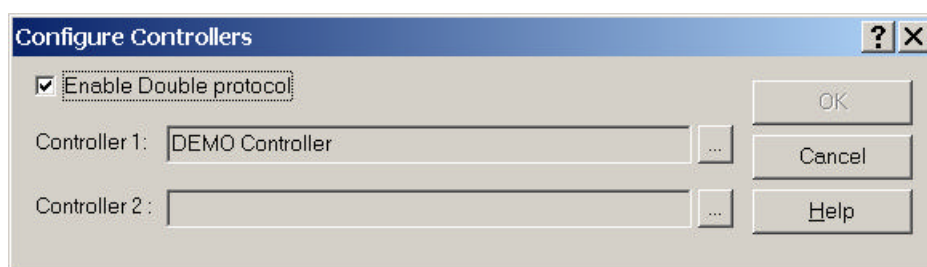 Configure Controllers
Enable Double protocol
OK
Controller 1: DEMO Controller ...
Cancel
Controller 2 : ...
Help